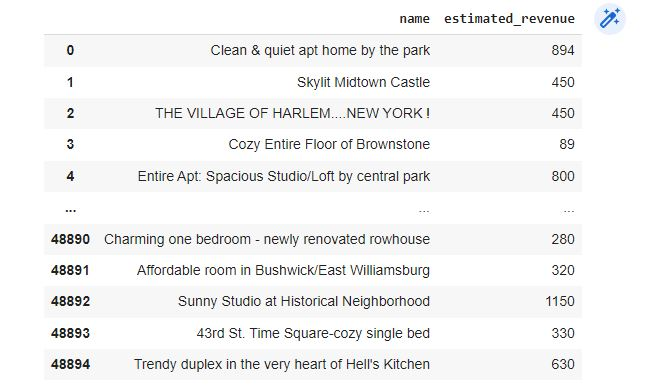 name estimated_revenue
0 Clean & quiet apt home by the park 894
1 Skylit Midtown Castle 450
2 THE VILLAGE OF HARLEM....NEW YORK ! 450
3 Cozy Entire Floor of Brownstone 89
4 Entire Apt: Spacious Studio/Loft by central park 800
... ... ...
48890 Charming one bedroom - newly renovated rowhouse 280
48891 Affordable room in Bushwick/East Williamsburg 320
48892 Sunny Studio at Historical Neighborhood 1150
48893 43rd St. Time Square-cozy single bed 330
48894 Trendy duplex in the very heart of Hell's Kitchen 630